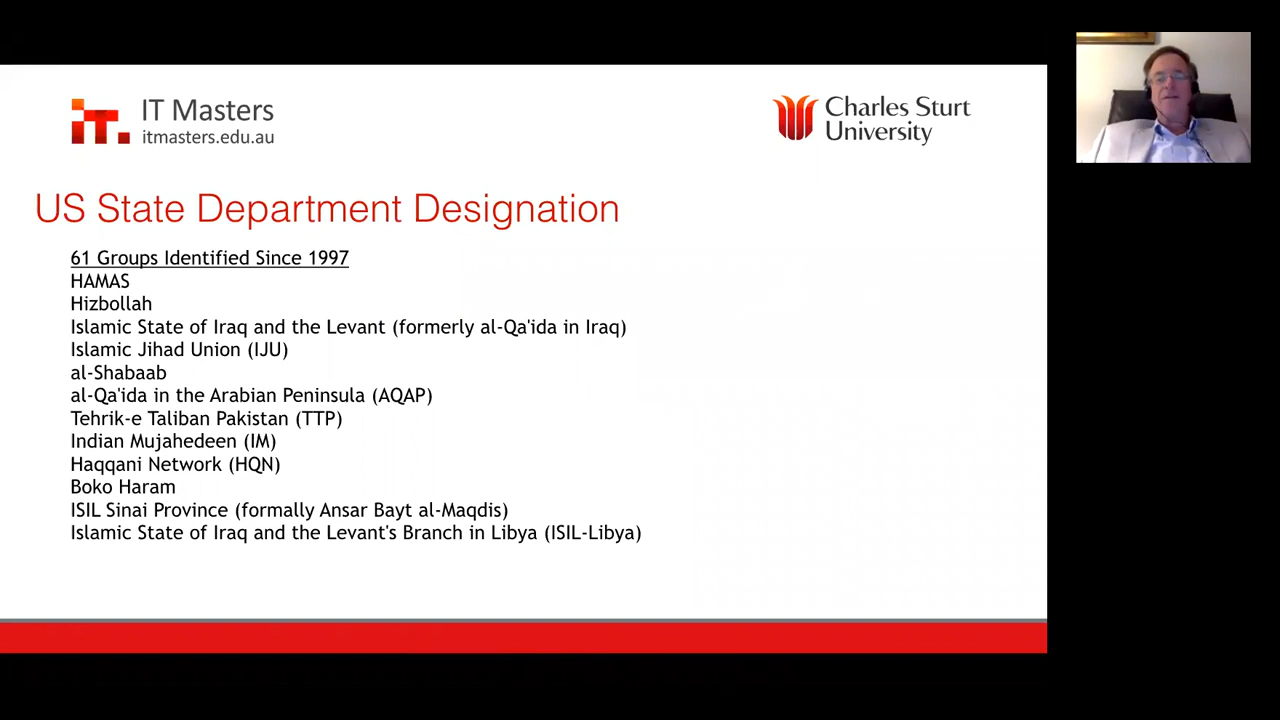 IT Masters
itmasters.edu.au
Charles Sturt
University
US State Department Designation
61 Groups Identified Since 1997
HAMAS
Hizbollah
Islamic State of Iraq and the Levant (formerly al-Qa'ida in Iraq)
Islamic Jihad Union (IJU)
al-Shabaab
al-Qa'ida in the Arabian Peninsula (AQAP)
Tehrik-e Taliban Pakistan (TTP)
Indian Mujahedeen (IM)
Haqqani Network (HQN)
Boko Haram
ISIL Sinai Province (formally Ansar Bayt al-Maqdis)
Islamic State of Iraq and the Levant's Branch in Libya (ISIL-Libya)